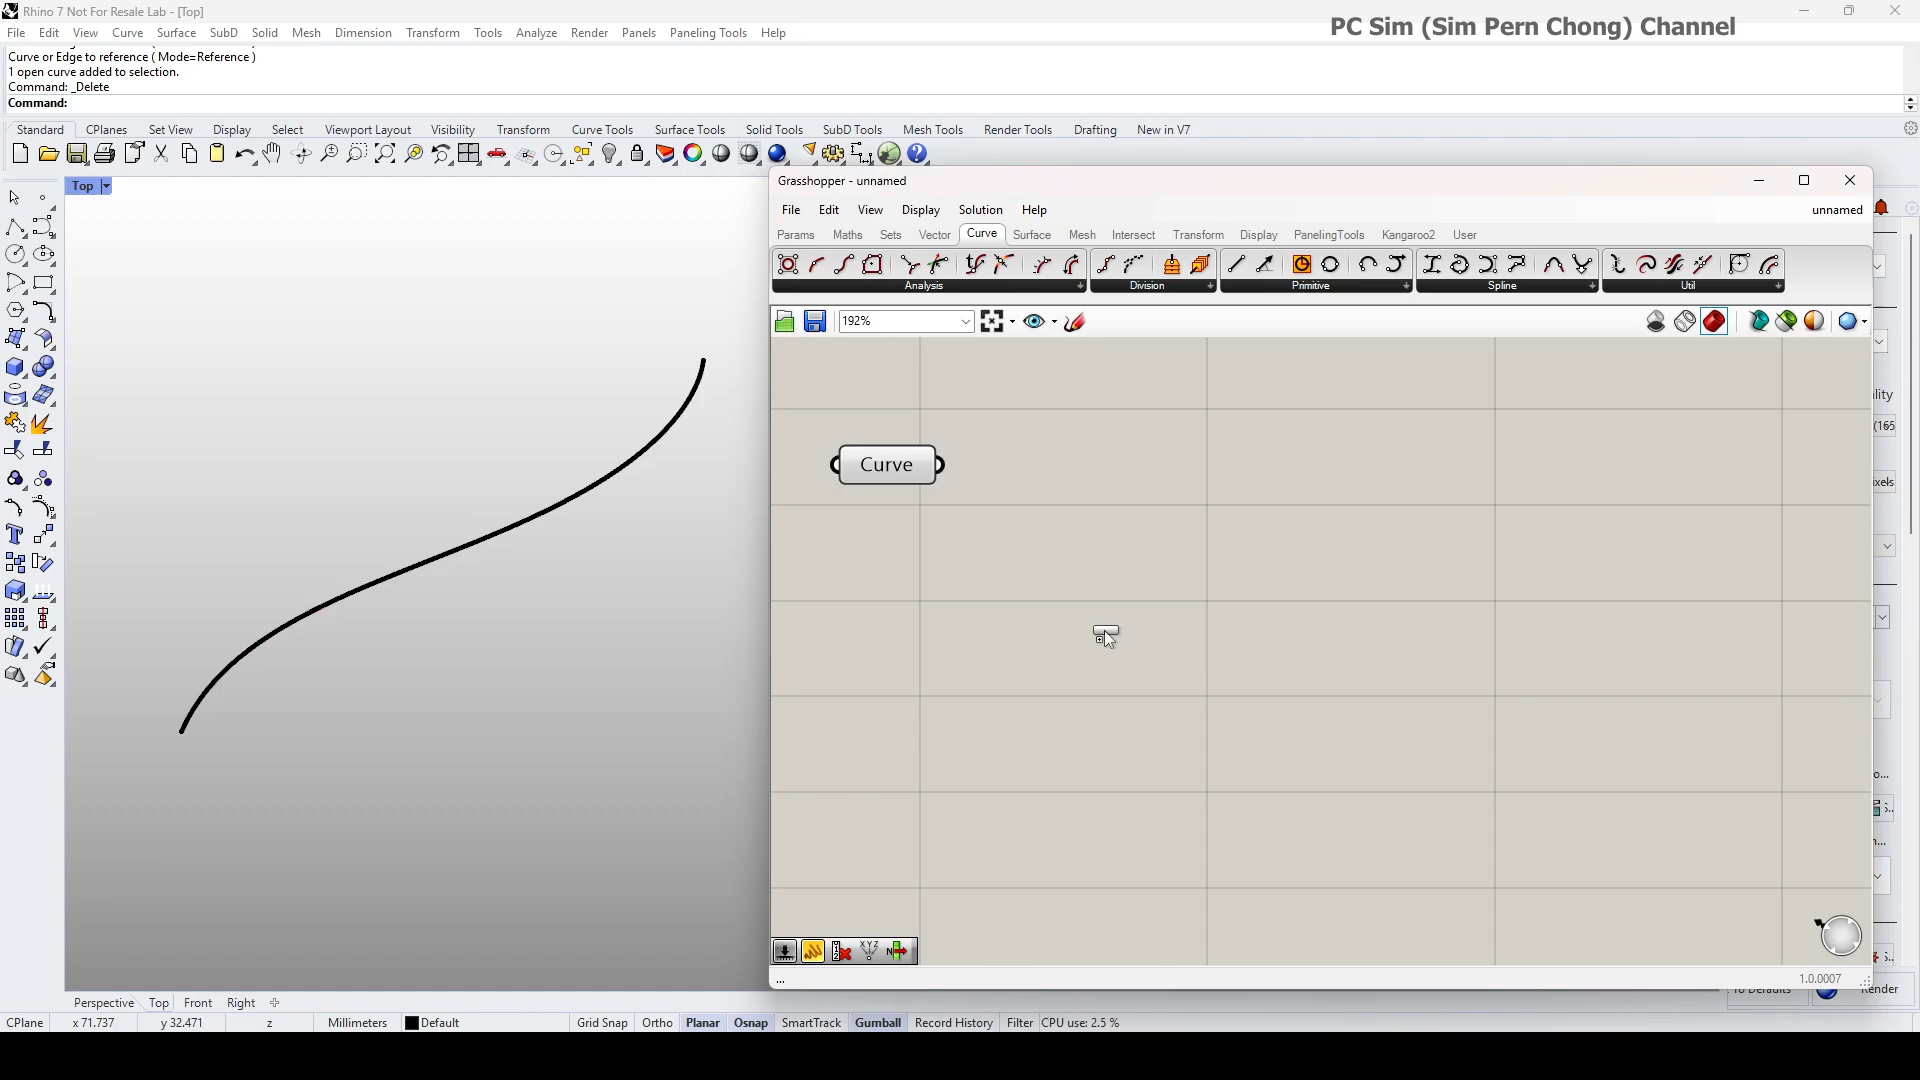 Rhino 7 Not For Resale Lab - [Top]
PC Sim (Sim Pern Chong) Channel
File Edit View Curve Surface SubD Solid Mesh Dimension Transform Tools Analyze Render Panels Paneling Tools Help
Curve or Edge to reference ( Mode=Reference )
1 open curve added to selection.
Command: _Delete
Command:
Standard CPlanes Set View Display Select Viewport Layout Visibility Transform Curve Tools Surface Tools Solid Tools SubD Tools Mesh Tools Render Tools Drafting New in V7
Top
Grasshopper - unnamed
File Edit View Display Solution Help unnamed
Params Maths Sets Vector Curve Surface Mesh Intersect Transform Display PanelingTools Kangaroo2 User
Analysis Division Primitive Spline Util
192%
Curve
XYZ
N
... 1.0.0007
Perspective Top Front Right
CPlane x 71.737 y 32.471 z Millimeters Default Grid Snap Ortho Planar Osnap SmartTrack Gumball Record History Filter CPU use: 2.5 %